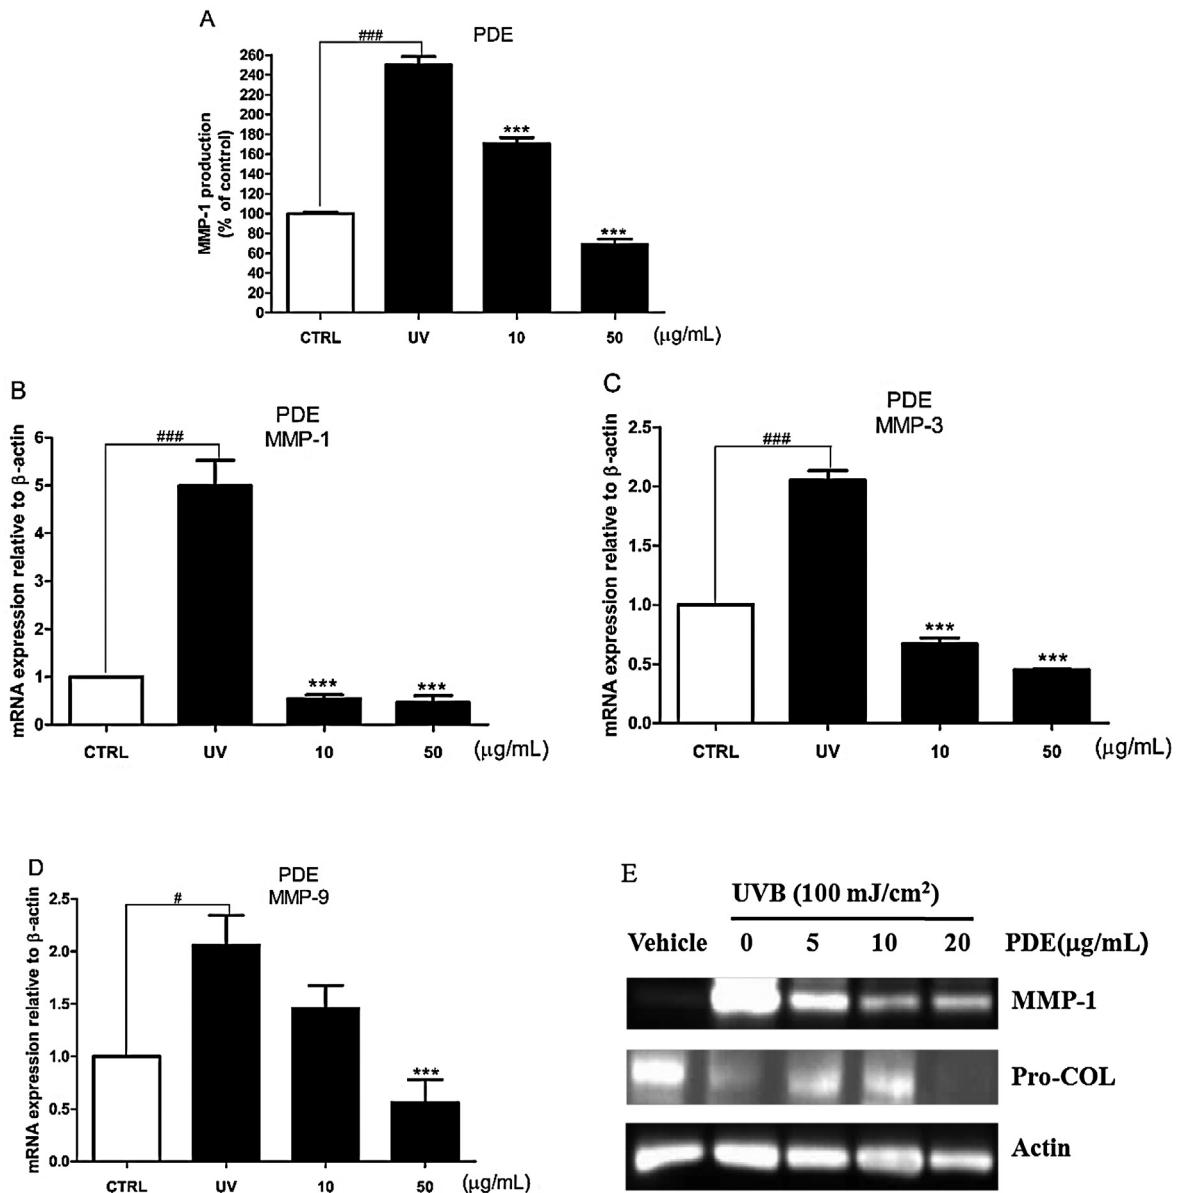 A
PDE
###
MMP-1 production
(% of control)
260
240
220
200
180
160
140
120
100
80
60
40
20
0
***
***
CTRL UV 10 50 (µg/mL)
B
PDE
MMP-1
###
mRNA expression relative to β-actin
6
5
4
3
2
1
0
***
***
CTRL UV 10 50 (µg/mL)
C
PDE
MMP-3
###
mRNA expression relative to β-actin
2.5
2.0
1.5
1.0
0.5
0.0
***
***
CTRL UV 10 50 (µg/mL)
D
PDE
MMP-9
#
mRNA expression relative to β-actin
2.5
2.0
1.5
1.0
0.5
0.0
***
CTRL UV 10 50 (µg/mL)
E
UVB (100 mJ/cm²)
Vehicle 0 5 10 20 PDE(µg/mL)
MMP-1
Pro-COL
Actin